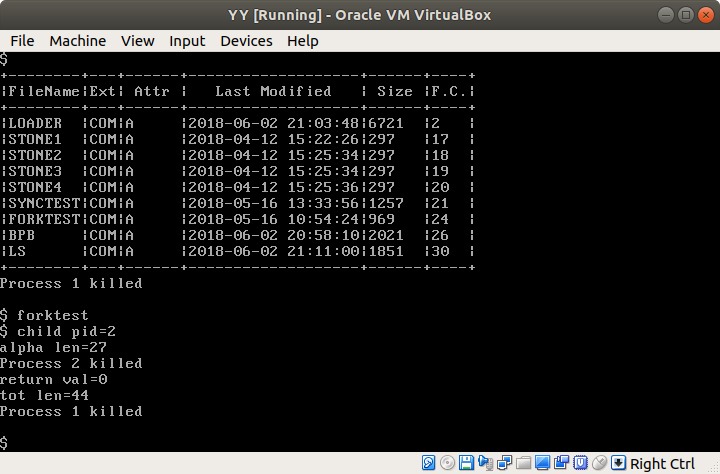 YY [Running] - Oracle VM VirtualBox
File Machine View Input Devices Help
$
+--------+---+------+-------------------+------+----+
¦FileName¦Ext¦ Attr ¦   Last Modified   ¦ Size ¦F.C.¦
+--------+---+------+-------------------+------+----+
¦LOADER  ¦COM¦A     ¦2018-06-02 21:03:48¦6721  ¦2   ¦
¦STONE1  ¦COM¦A     ¦2018-04-12 15:22:26¦297   ¦17  ¦
¦STONE2  ¦COM¦A     ¦2018-04-12 15:25:34¦297   ¦18  ¦
¦STONE3  ¦COM¦A     ¦2018-04-12 15:25:34¦297   ¦19  ¦
¦STONE4  ¦COM¦A     ¦2018-04-12 15:25:36¦297   ¦20  ¦
¦SYNCTEST¦COM¦A     ¦2018-05-16 13:33:56¦1257  ¦21  ¦
¦FORKTEST¦COM¦A     ¦2018-05-16 10:54:24¦969   ¦24  ¦
¦BPB     ¦COM¦A     ¦2018-06-02 20:58:10¦2021  ¦26  ¦
¦LS      ¦COM¦A     ¦2018-06-02 21:11:00¦1851  ¦30  ¦
+--------+---+------+-------------------+------+----+
Process 1 killed
$ forktest
$ child pid=2
alpha len=27
Process 2 killed
return val=0
tot len=44
Process 1 killed
$
Right Ctrl